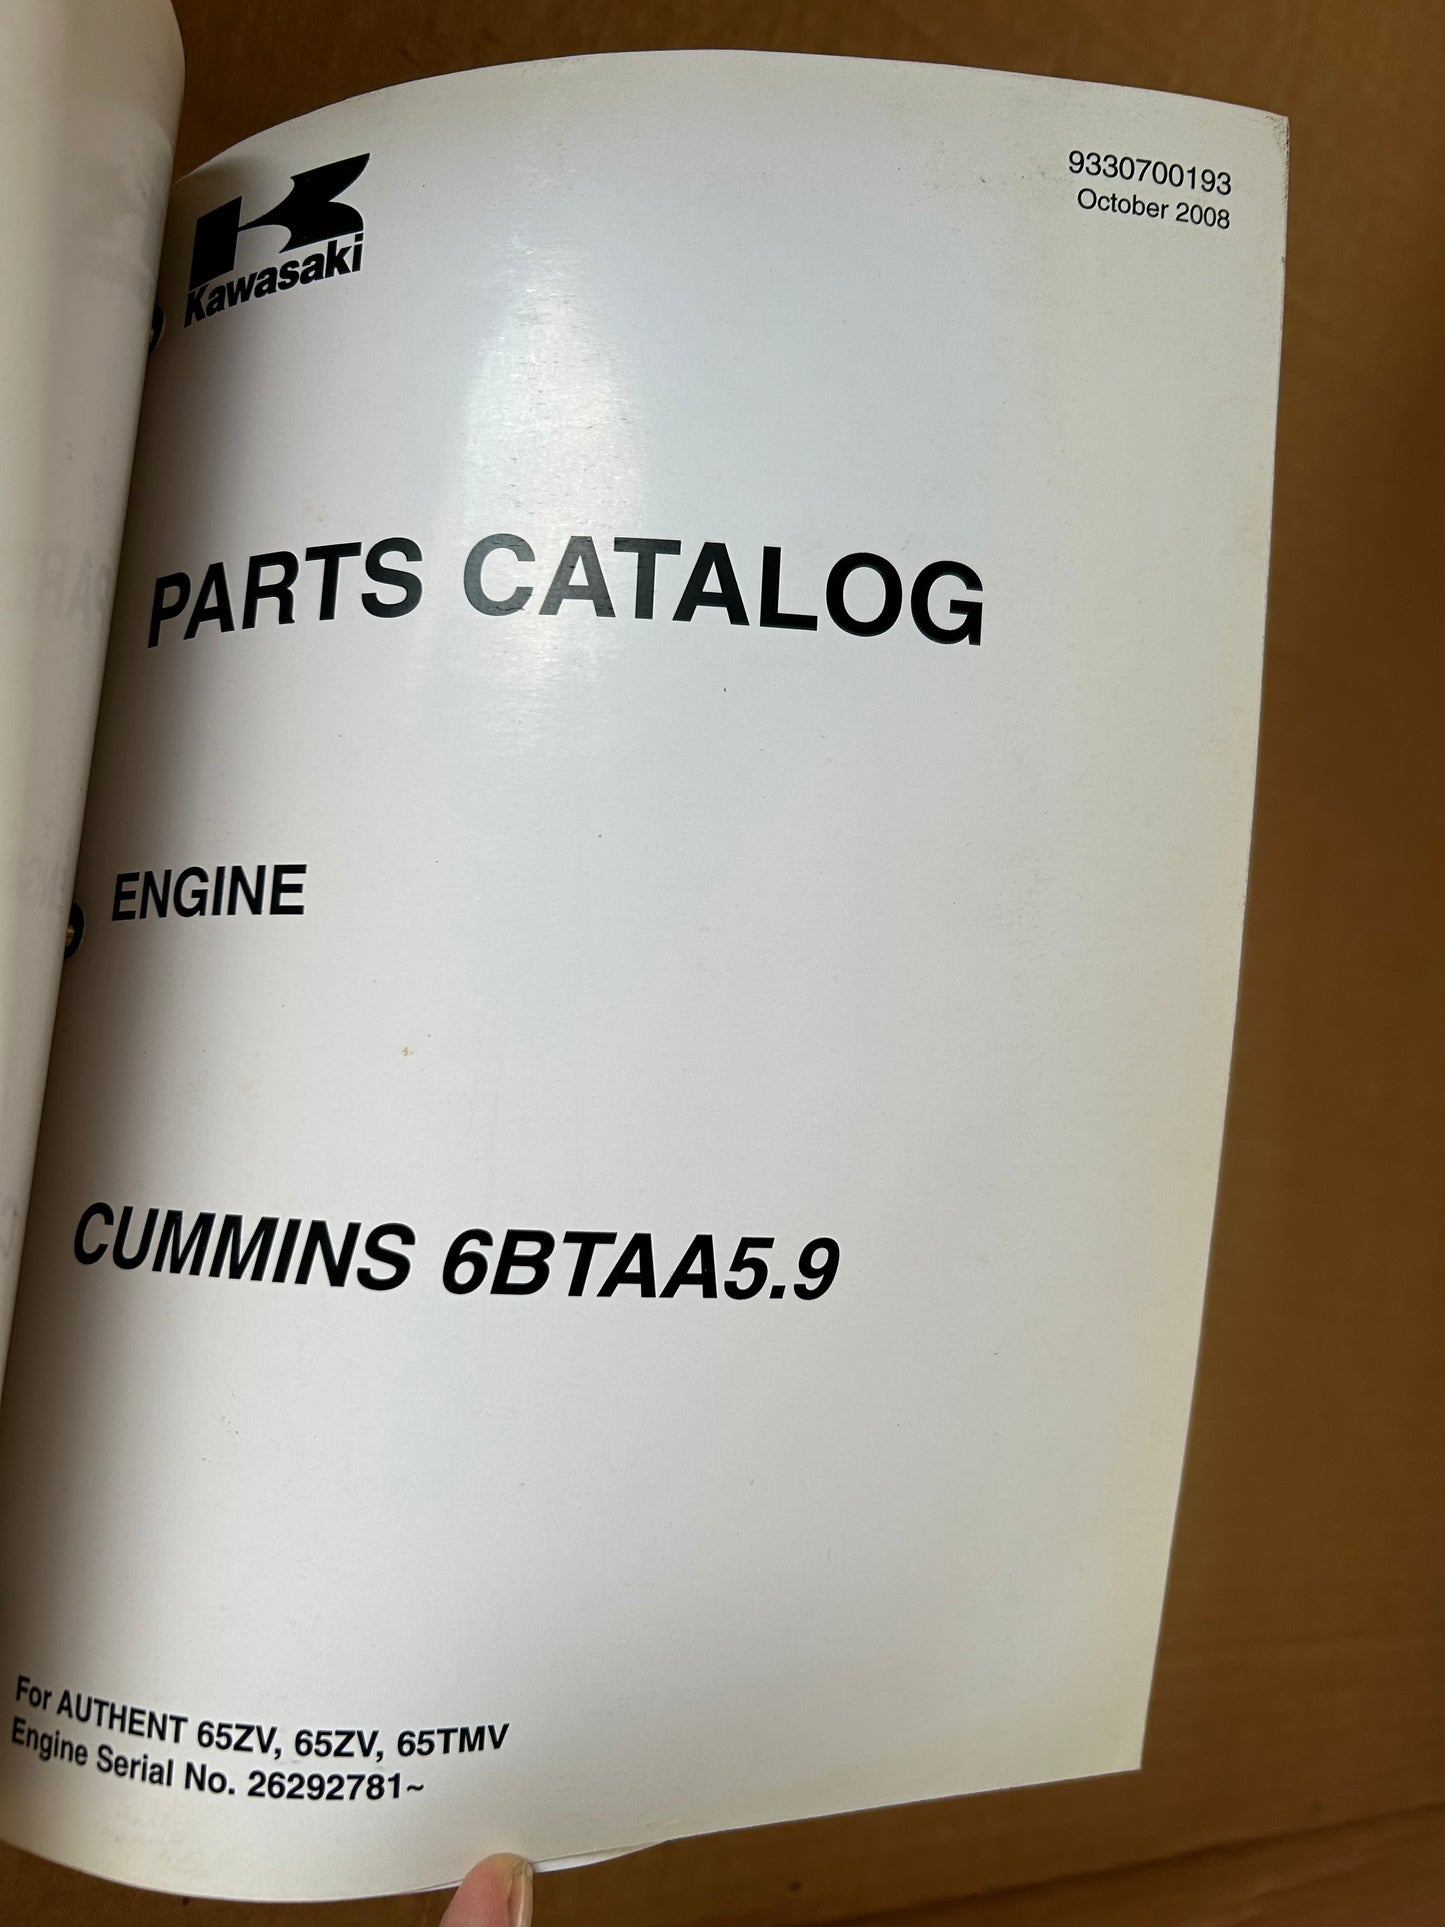 Kawasaki
9330700193
October 2008
PARTS CATALOG
ENGINE
CUMMINS 6BTAA5.9
For AUTHENT 65ZV, 65ZV, 65TMV
Engine Serial No. 26292781~